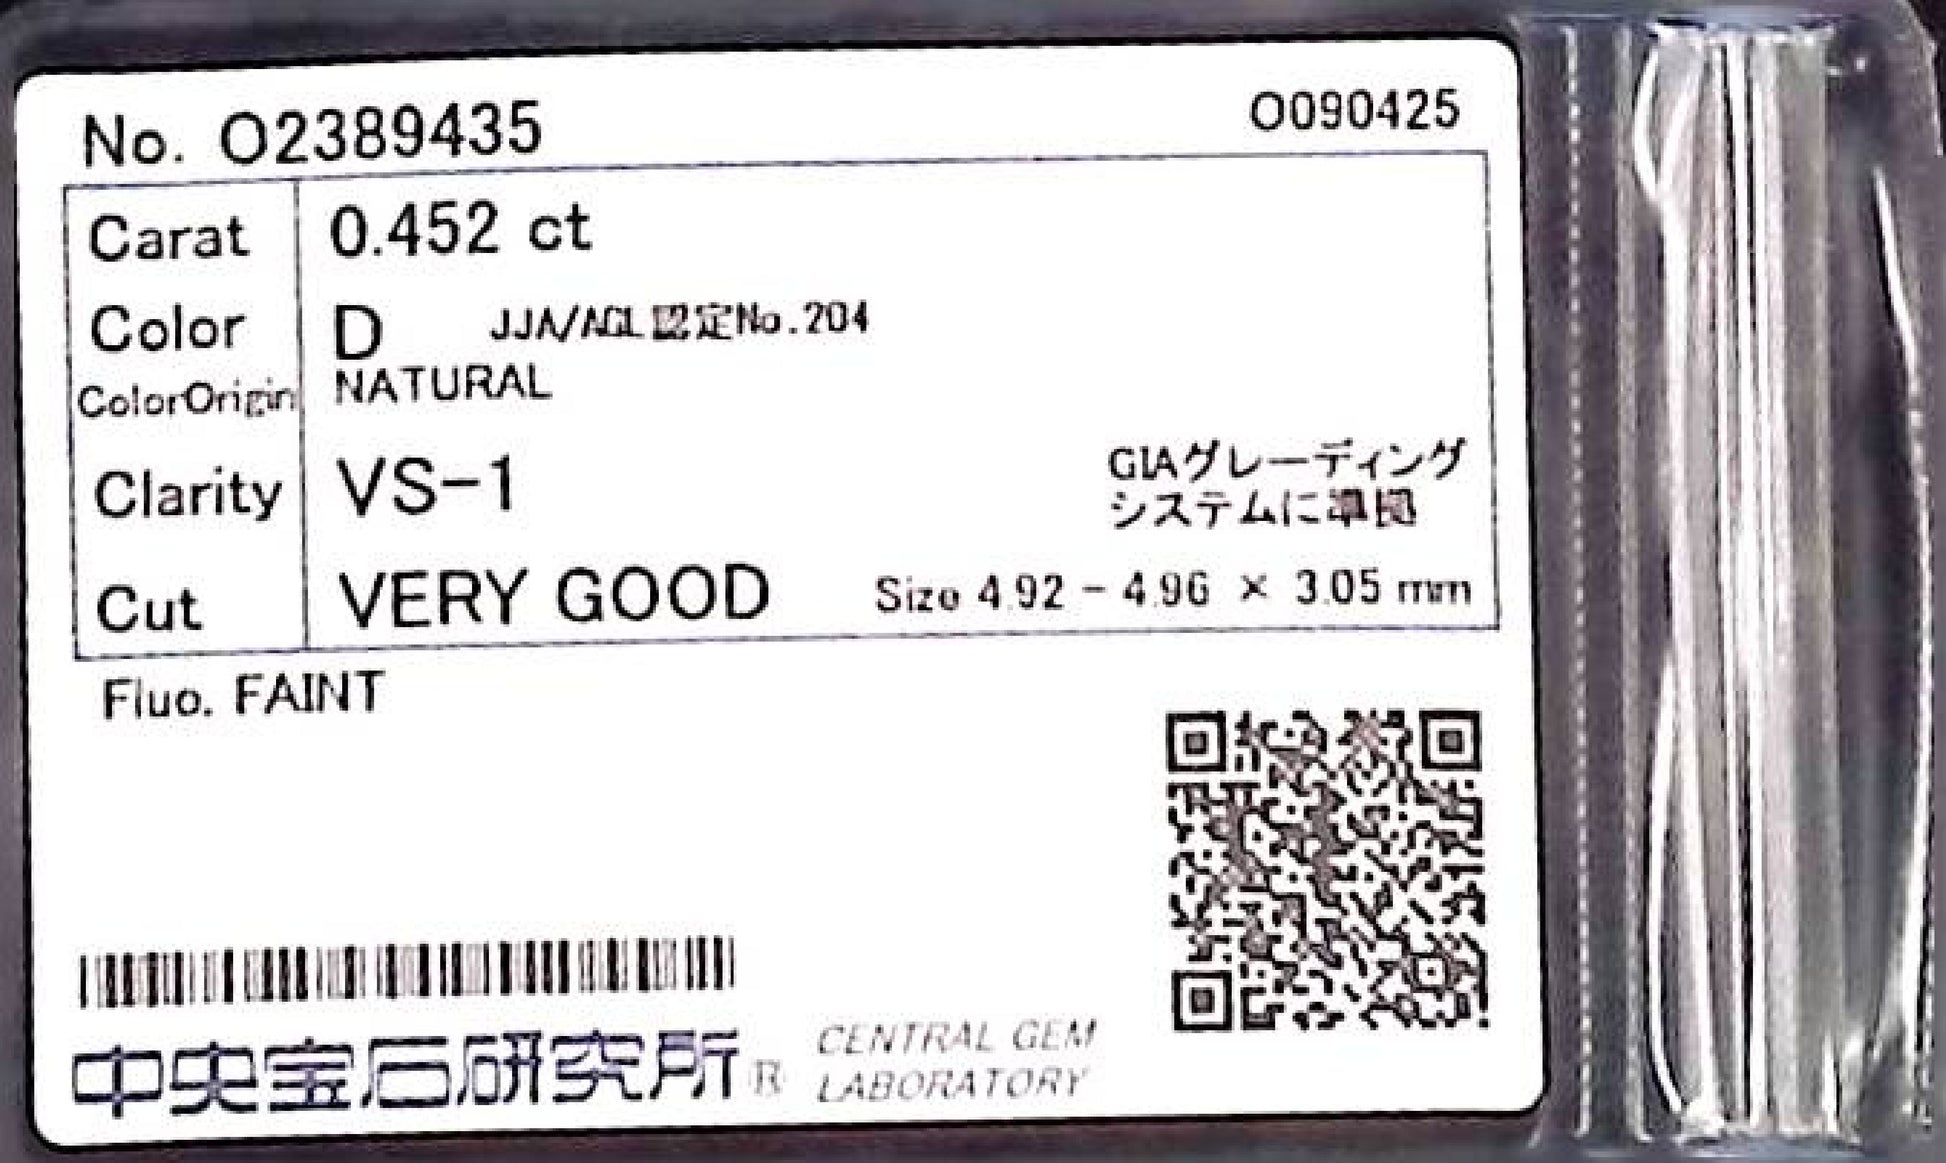 No. O2389435
O090425
Carat 0.452 ct
Color D JJA/AGL認定No.204
ColorOrigin NATURAL
Clarity VS-1
GIAグレーディング
システムに準拠
Cut VERY GOOD Size 4.92 - 4.96 × 3.05 mm
Fluo. FAINT
中央宝石研究所® CENTRAL GEM
LABORATORY